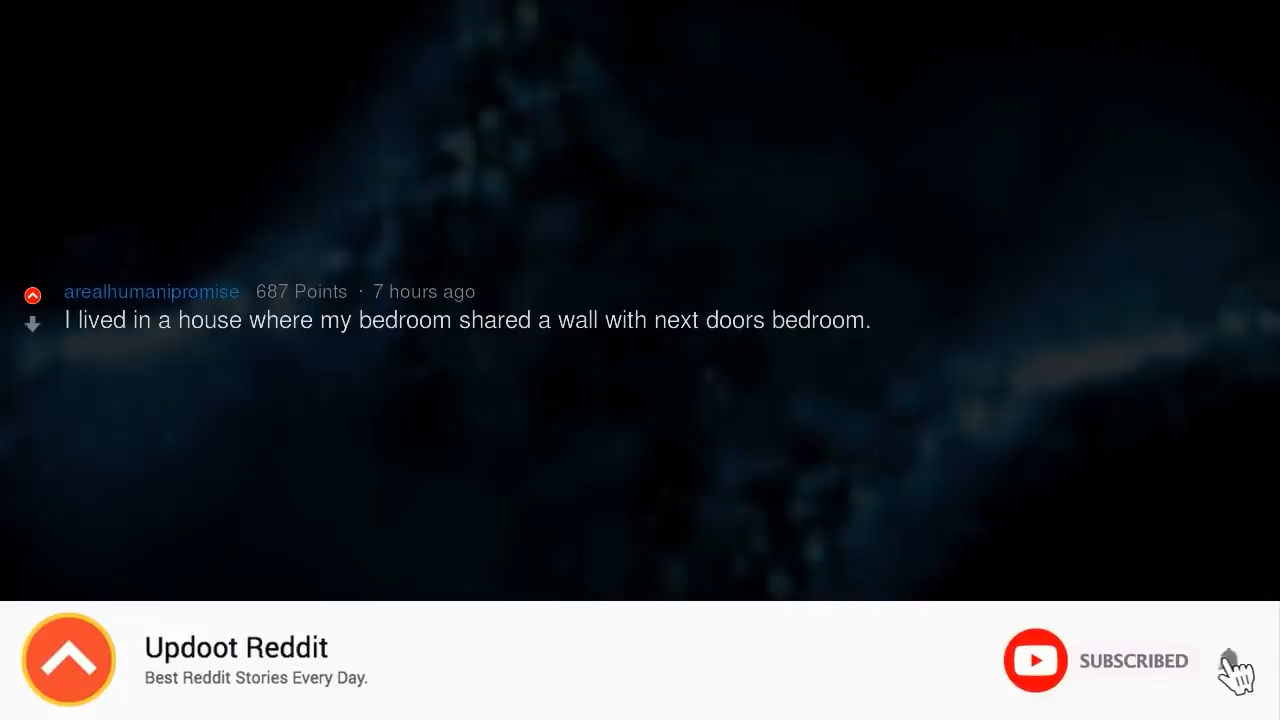 arealhumanipromise 687 Points · 7 hours ago
I lived in a house where my bedroom shared a wall with next doors bedroom.
Updoot Reddit
Best Reddit Stories Every Day.
SUBSCRIBED